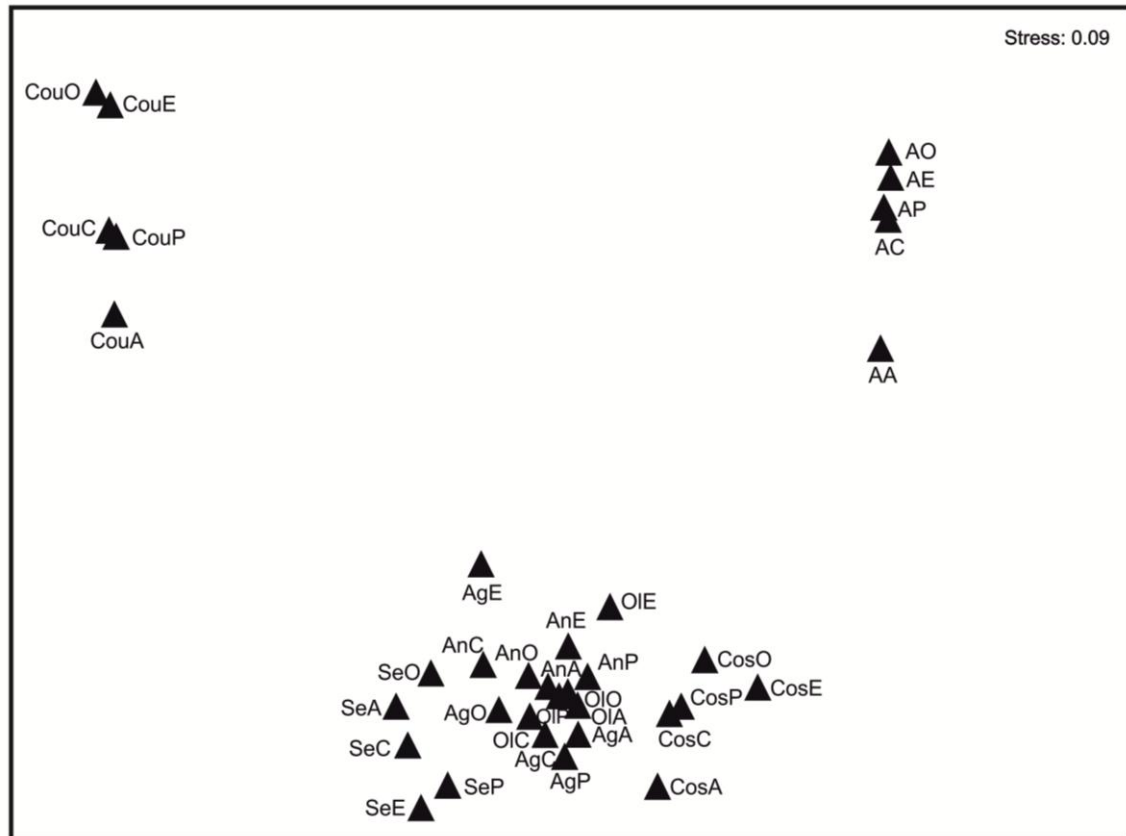 Stress: 0.09
CouO
CouE
AO
AE
AP
AC
CouC
CouP
CouA
AA
AgE
OlE
AnE
AnC
AnO
AnA
AnP
SeO
CosO
CosE
CosP
SeA
AgO
OlP
OlO
OlA
CosC
SeC
OlC
AgA
AgC
AgP
SeP
CosA
SeE